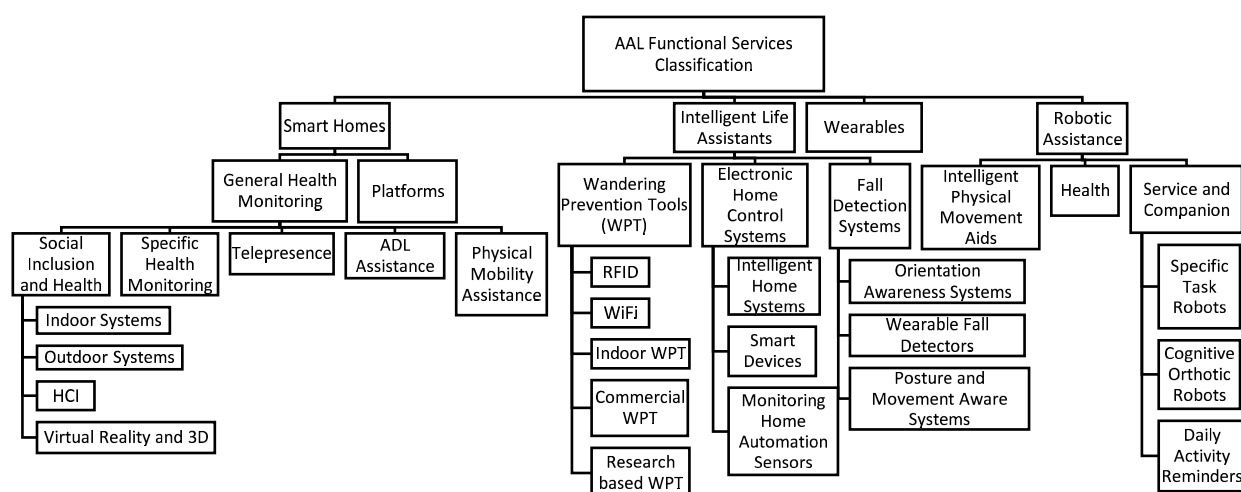 AAL Functional Services
Classification
Smart Homes
Intelligent Life
Assistants
Wearables
Robotic
Assistance
General Health
Monitoring
Platforms
Wandering
Prevention Tools
(WPT)
Electronic
Home
Control
Systems
Fall
Detection
Systems
Intelligent
Physical
Movement
Aids
Health
Service and
Companion
Social
Inclusion
and Health
Specific
Health
Monitoring
Telepresence
ADL
Assistance
Physical
Mobility
Assistance
Indoor Systems
Outdoor Systems
HCI
Virtual Reality and 3D
RFID
WiFi
Indoor WPT
Commercial
WPT
Research
based WPT
Intelligent
Home
Systems
Smart
Devices
Monitoring
Home
Automation
Sensors
Orientation
Awareness Systems
Wearable Fall
Detectors
Posture and
Movement Aware
Systems
Specific
Task
Robots
Cognitive
Orthotic
Robots
Daily
Activity
Reminders